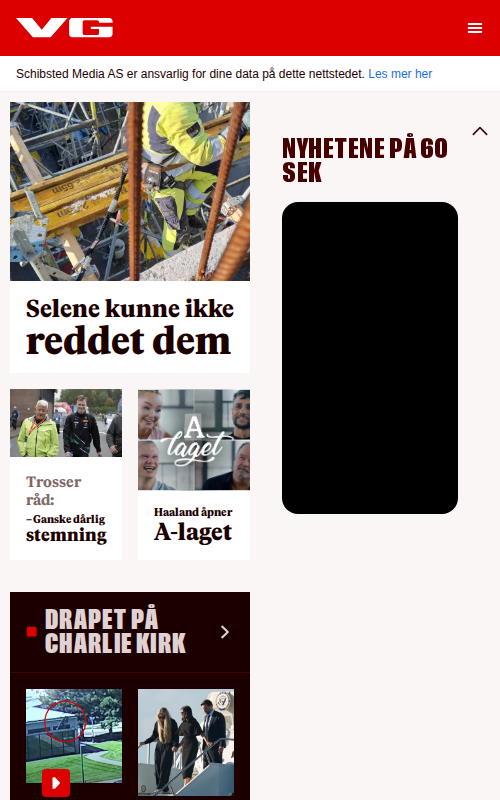 VG
Schibsted Media AS er ansvarlig for dine data på dette nettstedet. Les mer her
Selene kunne ikke
reddet dem
Trosser
råd:
– Ganske dårlig
stemning
A
laget
Haaland åpner
A-laget
DRAPET PÅ
CHARLIE KIRK
NYHETENE PÅ 60
SEK